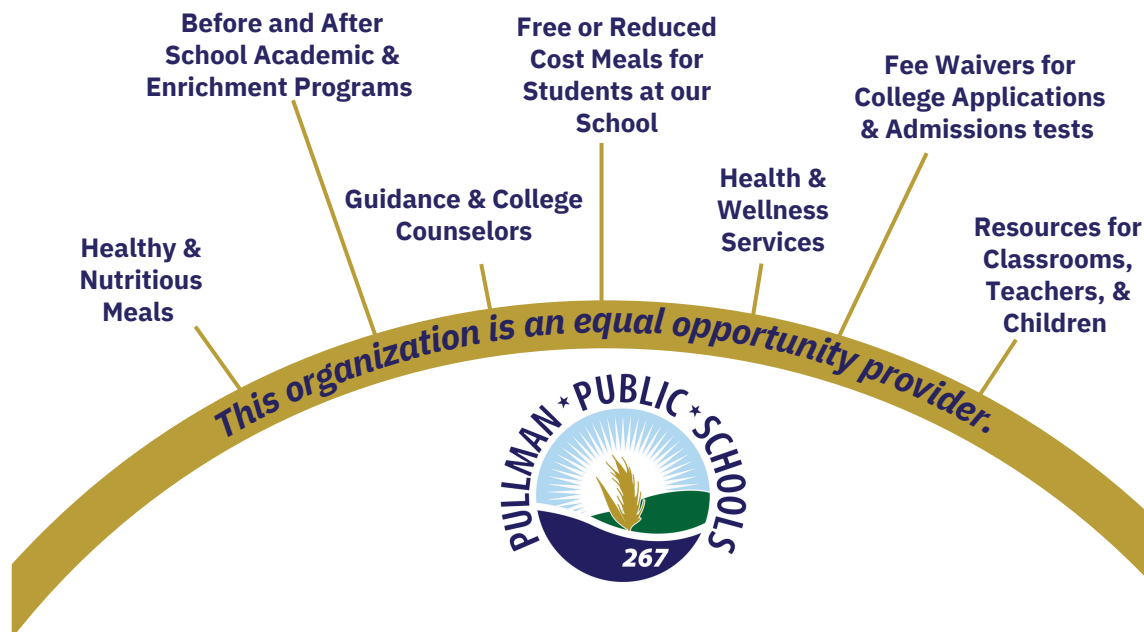 Before and After
School Academic &
Enrichment Programs
Free or Reduced
Cost Meals for
Students at our
School
Fee Waivers for
College Applications
& Admissions tests
Guidance & College
Counselors
Health &
Wellness
Services
Healthy &
Nutritious
Meals
Resources for
Classrooms,
Teachers, &
Children
This organization is an equal opportunity provider.
PULLMAN ★ PUBLIC ★ SCHOOLS
267